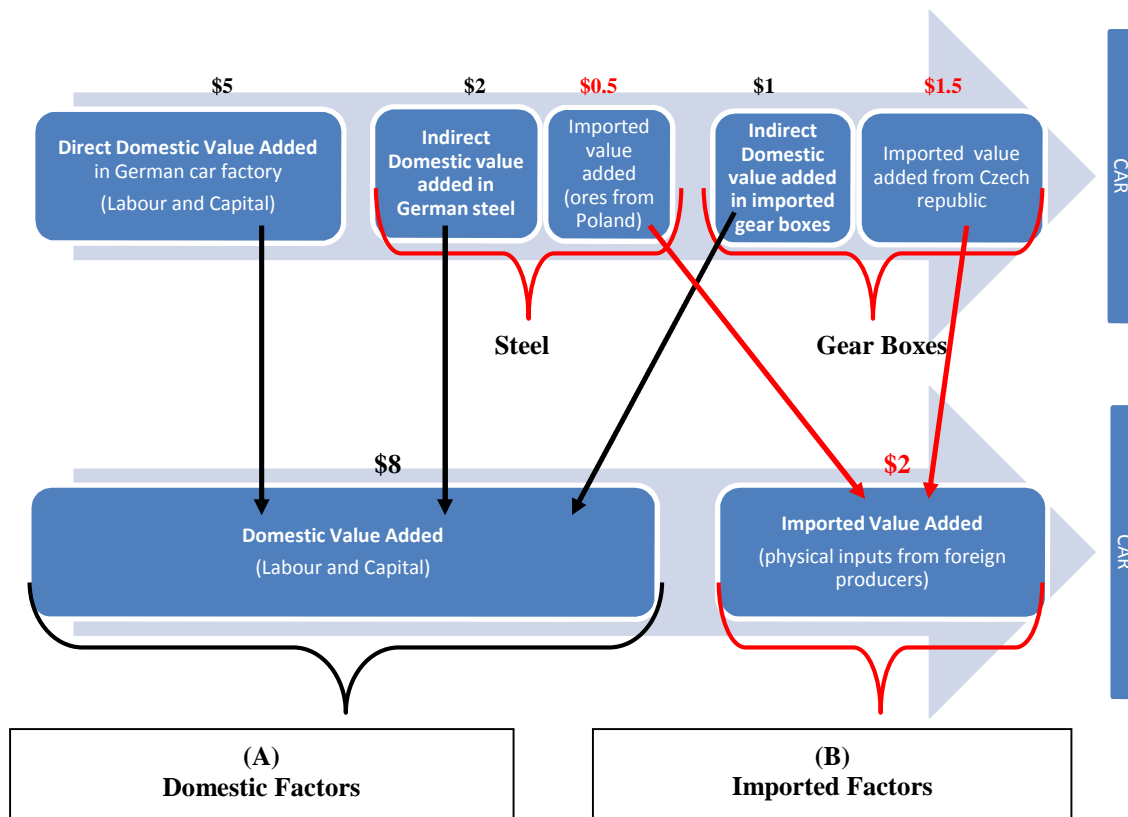 $5
$2
$0.5
$1
$1.5
Direct Domestic Value Added
in German car factory
(Labour and Capital)
Indirect
Domestic value
added in
German steel
Imported
value
added
(ores from
Poland)
Indirect
Domestic
value added
in imported
gear boxes
Imported value
added from Czech
republic
CAR
Steel
Gear Boxes
$8
$2
Domestic Value Added
(Labour and Capital)
Imported Value Added
(physical inputs from foreign
producers)
CAR
(A)
Domestic Factors
(B)
Imported Factors